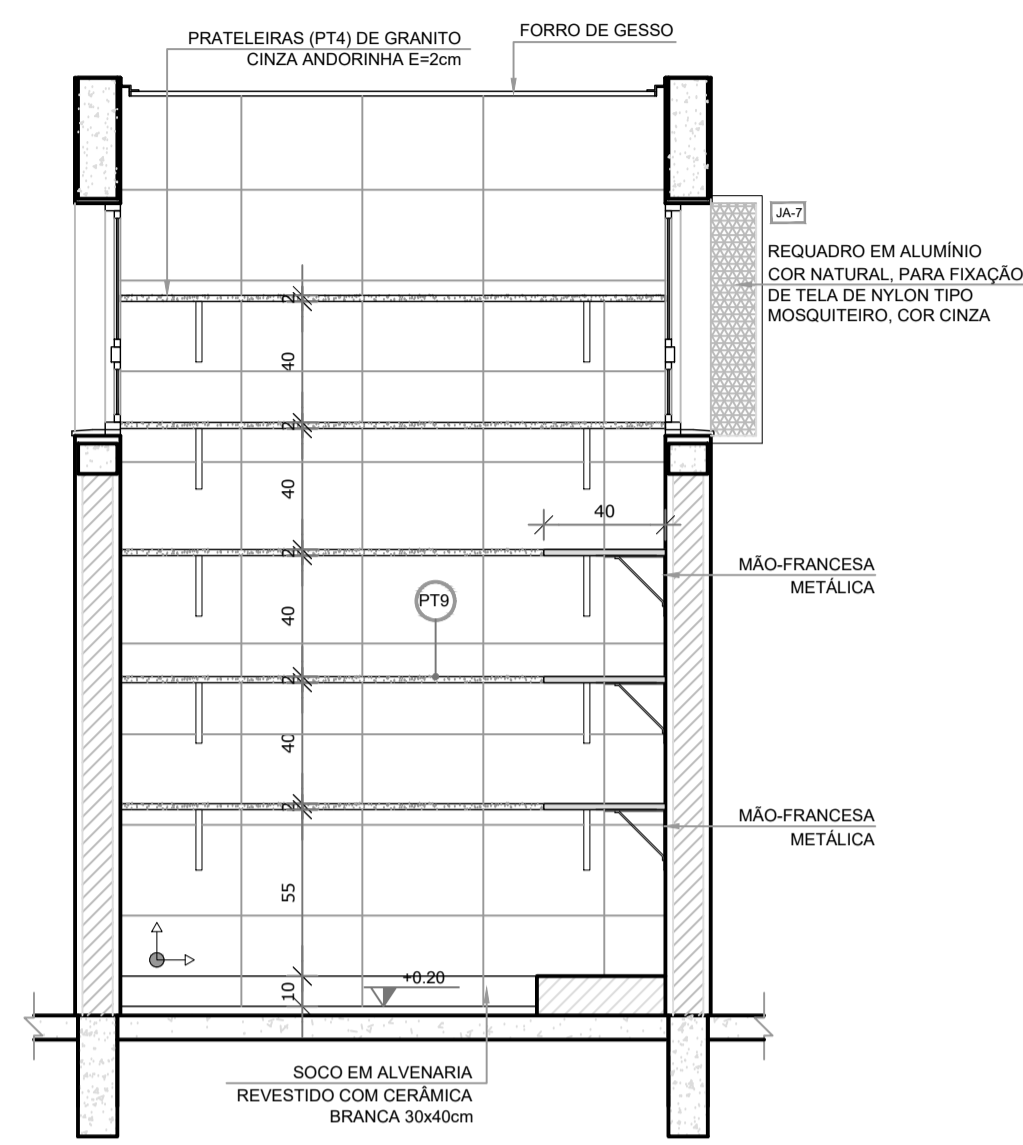 PRATELEIRAS (PT4) DE GRANITO
CINZA ANDORINHA E=2cm
FORRO DE GESSO
JA-7
REQUADRO EM ALUMÍNIO
COR NATURAL, PARA FIXAÇÃO
DE TELA DE NYLON TIPO
MOSQUITEIRO, COR CINZA
2
40
2
40
40
2
MÃO-FRANCESA
METÁLICA
40
PT9
2
40
2
MÃO-FRANCESA
METÁLICA
55
+0.20
10
SOCO EM ALVENARIA
REVESTIDO COM CERÂMICA
BRANCA 30x40cm